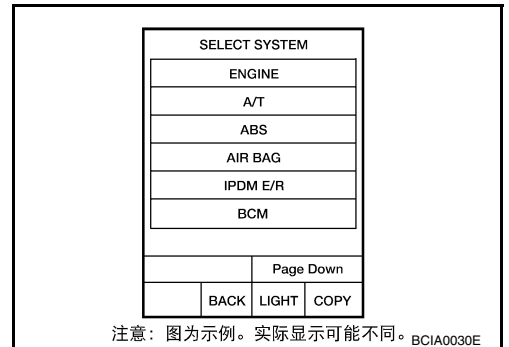 SELECT SYSTEM
ENGINE
A/T
ABS
AIR BAG
IPDM E/R
BCM
Page Down
BACK LIGHT COPY
注意：图为示例。实际显示可能不同。
BCIA0030E